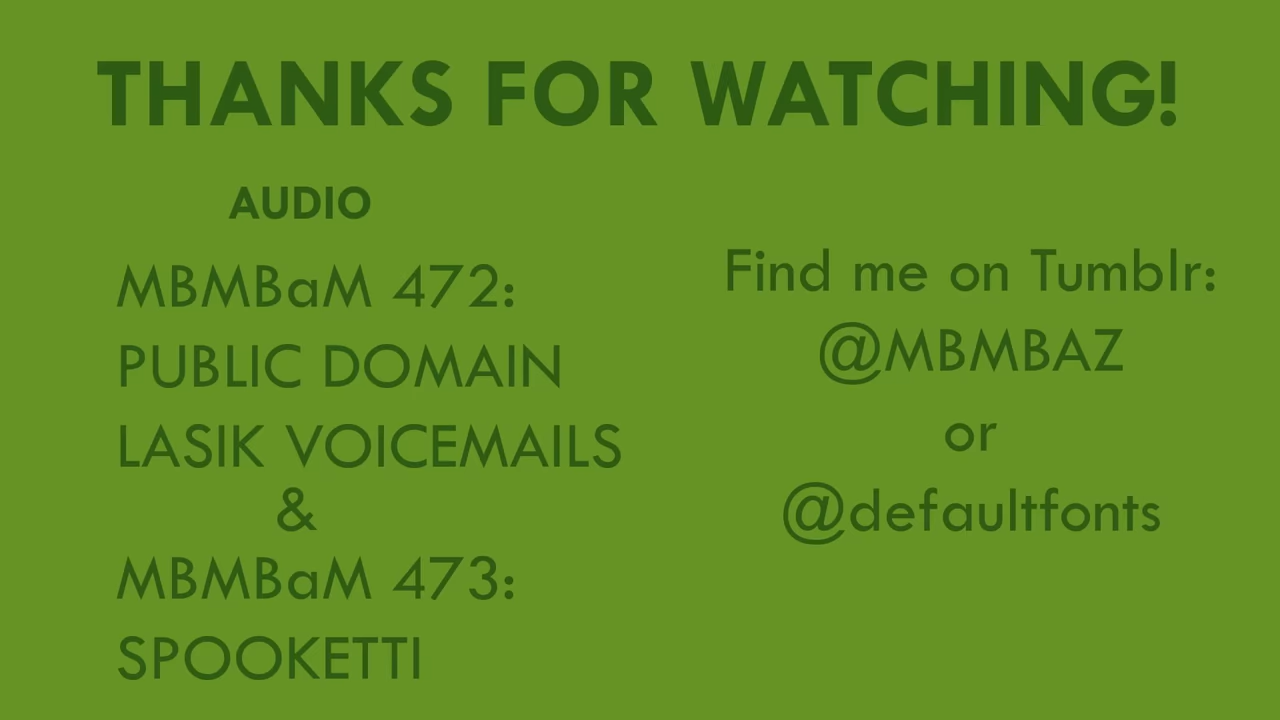 THANKS FOR WATCHING!
AUDIO
MBMBaM 472:
PUBLIC DOMAIN
LASIK VOICEMAILS
&
MBMBaM 473:
SPOOKETTI
Find me on Tumblr:
@MBMBAZ
or
@defaultfonts